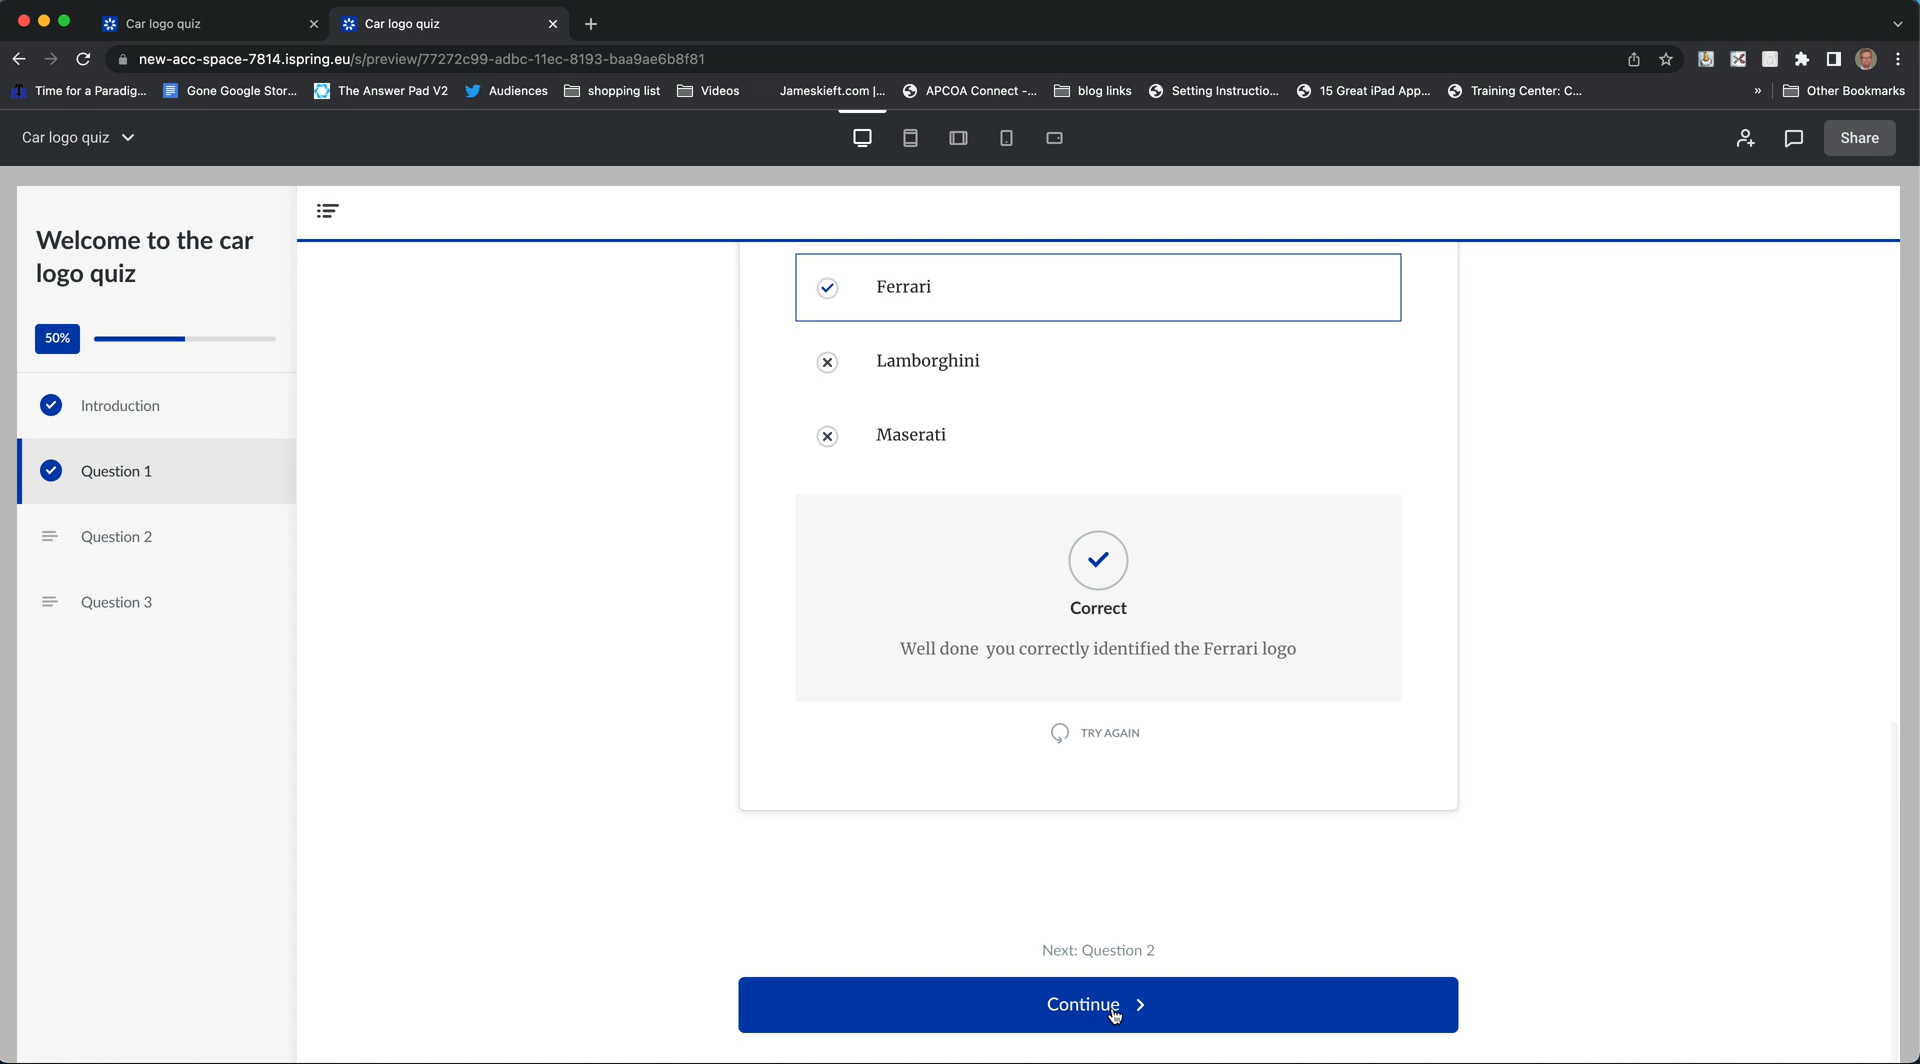 Car logo quiz
Car logo quiz
new-acc-space-7814.ispring.eu/s/preview/77272c99-adbc-11ec-8193-baa9ae6b8f81
Time for a Paradig... Gone Google Stor... The Answer Pad V2 Audiences shopping list Videos Jameskieft.com |... APCOA Connect -... blog links Setting Instructio... 15 Great iPad App... Training Center: C... » Other Bookmarks
Car logo quiz
Share
Welcome to the car
logo quiz
50%
Introduction
Question 1
Question 2
Question 3
Ferrari
Lamborghini
Maserati
Correct
Well done  you correctly identified the Ferrari logo
TRY AGAIN
Next: Question 2
Continue